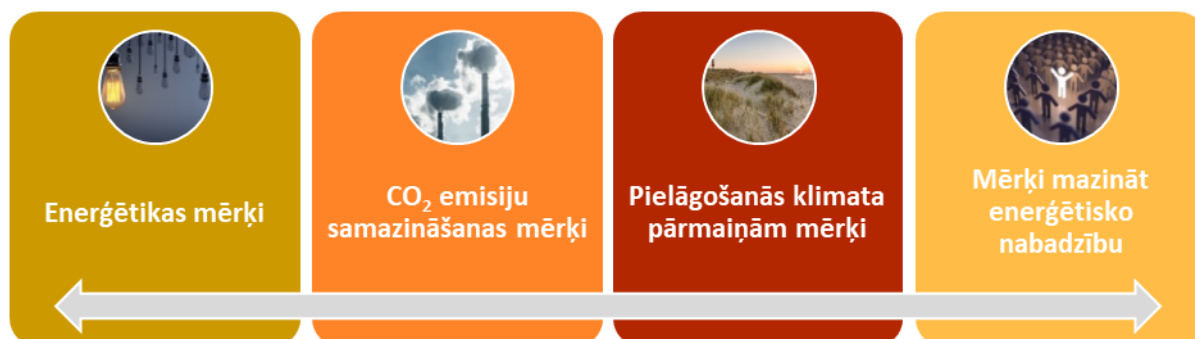 Enerģētikas mērķi
CO₂ emisiju
samazināšanas mērķi
Pielāgošanās klimata
pārmaiņām mērķi
Mērķi mazināt
enerģētisko
nabadzību